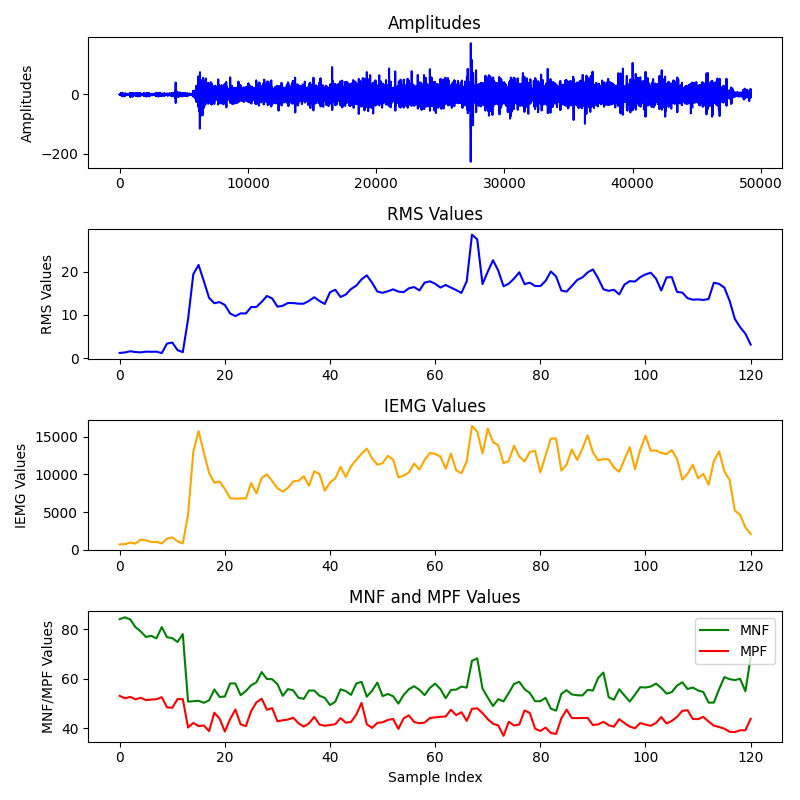 Amplitudes
Amplitudes
0
−200
0 10000 20000 30000 40000 50000
RMS Values
RMS Values
20
10
0
0 20 40 60 80 100 120
IEMG Values
IEMG Values
15000
10000
5000
0
0 20 40 60 80 100 120
MNF and MPF Values
MNF/MPF Values
80
60
40
MNF
MPF
0 20 40 60 80 100 120
Sample Index